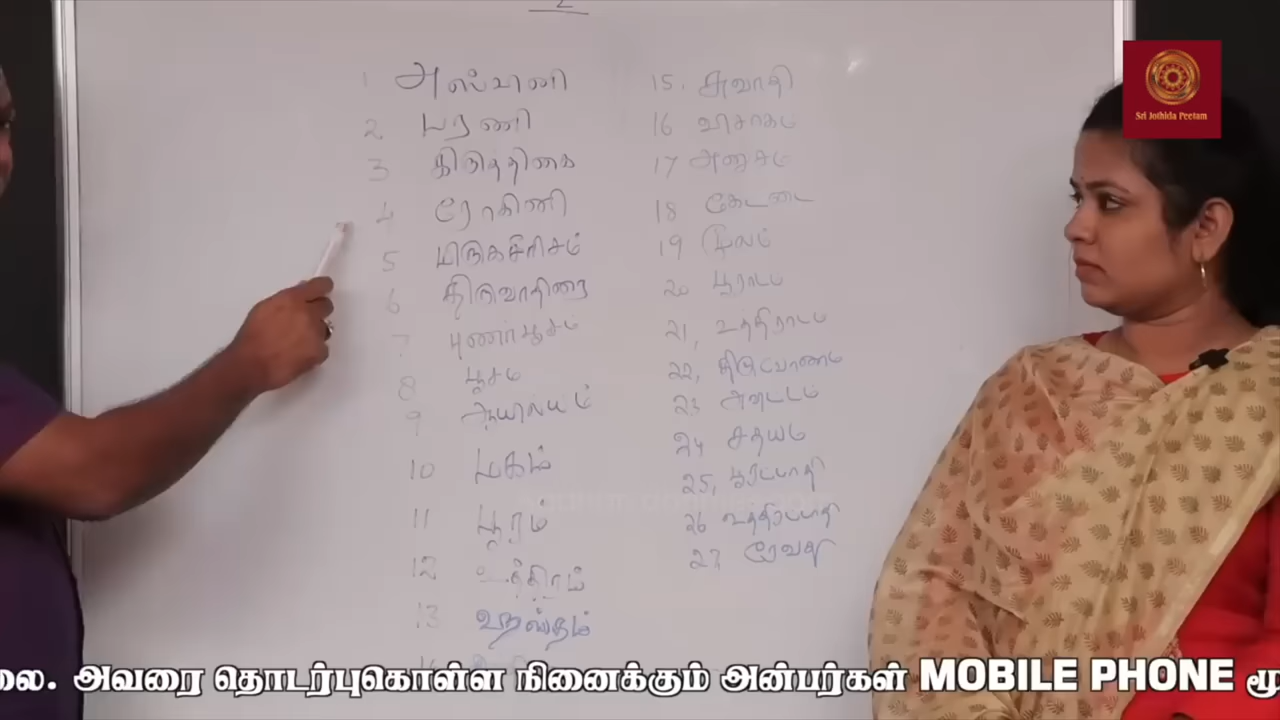 1 அஸ்வினி
2 பரணி
3 கிருத்திகை
4 ரோகிணி
5 மிருகசீரிசம்
6 திருவாதிரை
7 புணர்பூசம்
8 பூசம்
9 ஆயில்யம்
10 மகம்
11 பூரம்
12 உத்திரம்
13 ஹஸ்தம்
15. சுவாதி
16 விசாகம்
17 அனுசம்
18 கேட்டை
19 மூலம்
20 பூராடம்
21, உத்திராடம்
22, திருவோணம்
23 அவிட்டம்
24 சதயம்
25, பூரட்டாதி
26 உத்திரட்டாதி
27 ரேவதி
Sri Jothida Peetam
லை. அவரை தொடர்புகொள்ள நினைக்கும் அன்பர்கள் MOBILE PHONE மூ